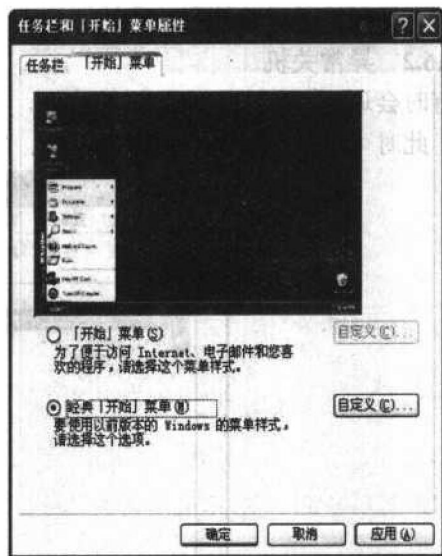 任务栏和「开始」菜单属性
任务栏
「开始」菜单
「开始」菜单(S)
自定义(C)...
为了便于访问 Internet、电子邮件和您喜
欢的程序，请选择这个菜单样式。
经典「开始」菜单(M)
自定义(C)...
要使用以前版本的 Windows 的菜单样式，
请选择这个选项。
确定
取消
应用(A)